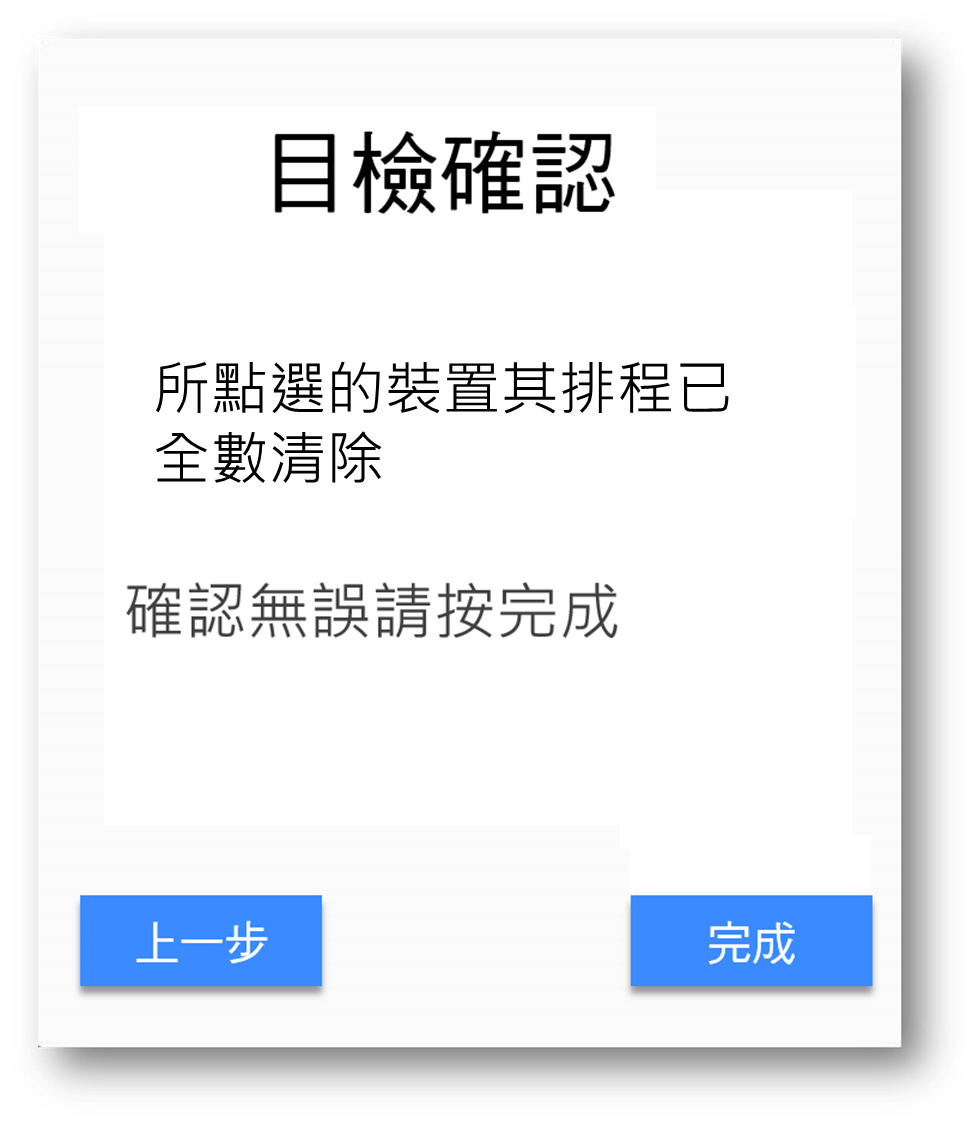 目檢確認
所點選的裝置其排程已
全數清除
確認無誤請按完成
上一步
完成